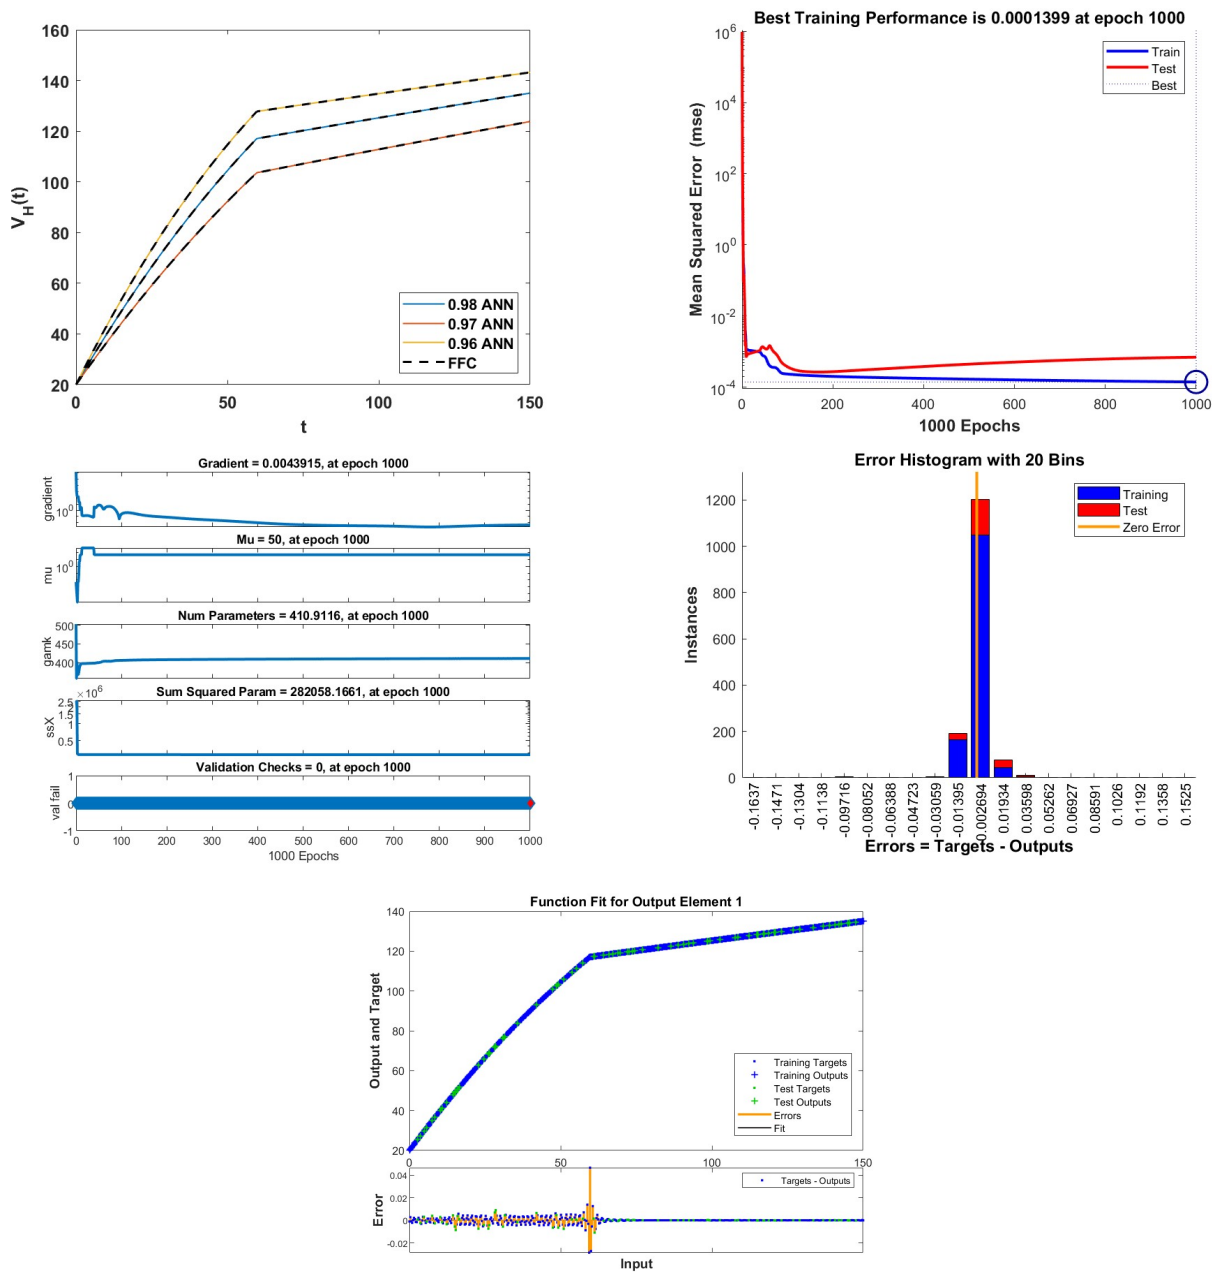 160
140
120
100
80
60
40
20
V_H(t)
0 50 100 150
t
0.98 ANN
0.97 ANN
0.96 ANN
FFC
Best Training Performance is 0.0001399 at epoch 1000
10^6
10^4
10^2
10^0
10^-2
10^-4
Mean Squared Error (mse)
Train
Test
Best
0 200 400 600 800 1000
1000 Epochs
Gradient = 0.0043915, at epoch 1000
gradient
10^0
Mu = 50, at epoch 1000
mu
10^0
Num Parameters = 410.9116, at epoch 1000
gamk
500
450
400
×10^6
Sum Squared Param = 282058.1661, at epoch 1000
ssX
2.5
2
1.5
1
0.5
Validation Checks = 0, at epoch 1000
val fail
1
0
-1
0 100 200 300 400 500 600 700 800 900 1000
1000 Epochs
Error Histogram with 20 Bins
1200
1000
800
600
400
200
0
Instances
Training
Test
Zero Error
-0.1637
-0.1471
-0.1304
-0.1138
-0.09716
-0.08052
-0.06388
-0.04723
-0.03059
-0.01395
0.002694
0.01934
0.03598
0.05262
0.06927
0.08591
0.1026
0.1192
0.1358
0.1525
Errors = Targets - Outputs
Function Fit for Output Element 1
140
120
100
80
60
40
20
Output and Target
Training Targets
Training Outputs
Test Targets
Test Outputs
Errors
Fit
0 50 100 150
0.04
0.02
0
-0.02
Error
Targets - Outputs
Input